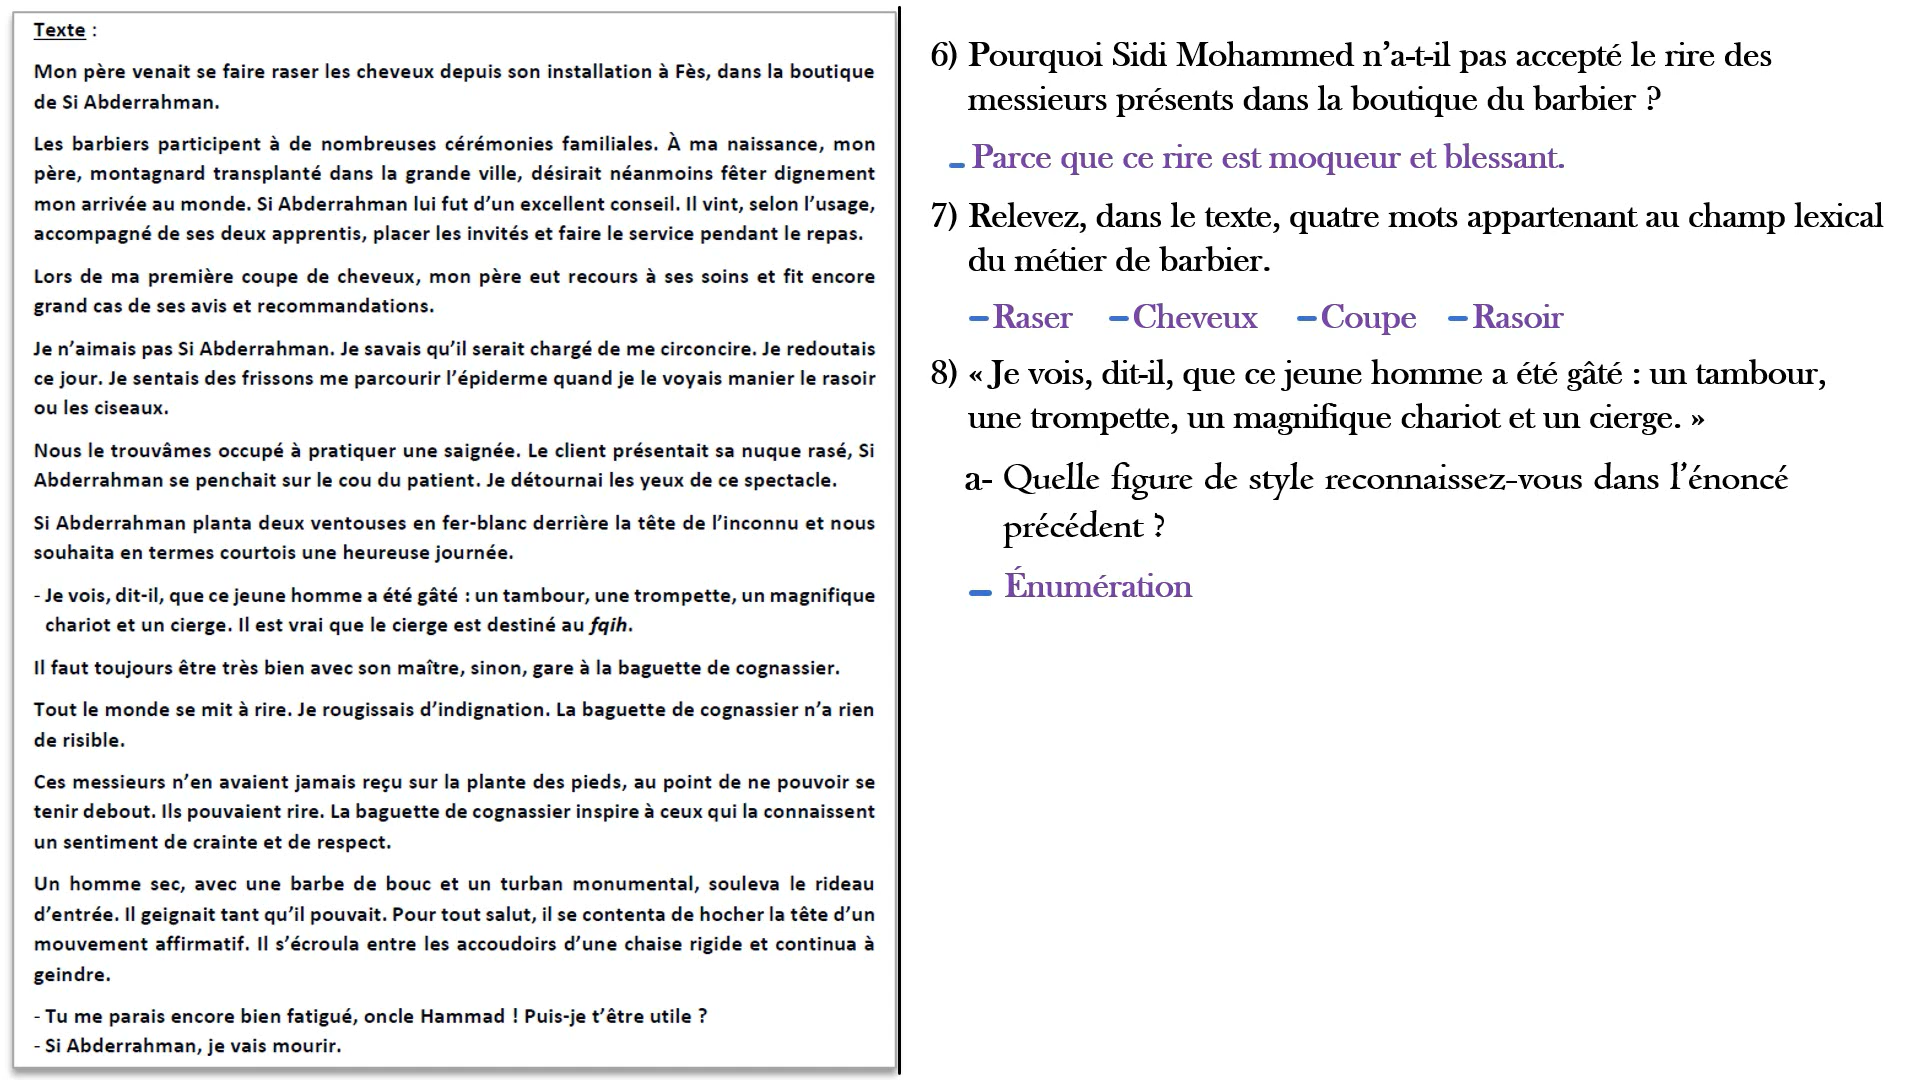 Texte :
Mon père venait se faire raser les cheveux depuis son installation à Fès, dans la boutique
de Si Abderrahman.
Les barbiers participent à de nombreuses cérémonies familiales. À ma naissance, mon
père, montagnard transplanté dans la grande ville, désirait néanmoins fêter dignement
mon arrivée au monde. Si Abderrahman lui fut d'un excellent conseil. Il vint, selon l'usage,
accompagné de ses deux apprentis, placer les invités et faire le service pendant le repas.
Lors de ma première coupe de cheveux, mon père eut recours à ses soins et fit encore
grand cas de ses avis et recommandations.
Je n'aimais pas Si Abderrahman. Je savais qu'il serait chargé de me circoncire. Je redoutais
ce jour. Je sentais des frissons me parcourir l'épiderme quand je le voyais manier le rasoir
ou les ciseaux.
Nous le trouvâmes occupé à pratiquer une saignée. Le client présentait sa nuque rasé, Si
Abderrahman se penchait sur le cou du patient. Je détournai les yeux de ce spectacle.
Si Abderrahman planta deux ventouses en fer-blanc derrière la tête de l'inconnu et nous
souhaita en termes courtois une heureuse journée.
- Je vois, dit-il, que ce jeune homme a été gâté : un tambour, une trompette, un magnifique
chariot et un cierge. Il est vrai que le cierge est destiné au fqih.
Il faut toujours être très bien avec son maître, sinon, gare à la baguette de cognassier.
Tout le monde se mit à rire. Je rougissais d'indignation. La baguette de cognassier n'a rien
de risible.
Ces messieurs n'en avaient jamais reçu sur la plante des pieds, au point de ne pouvoir se
tenir debout. Ils pouvaient rire. La baguette de cognassier inspire à ceux qui la connaissent
un sentiment de crainte et de respect.
Un homme sec, avec une barbe de bouc et un turban monumental, souleva le rideau
d'entrée. Il geignait tant qu'il pouvait. Pour tout salut, il se contenta de hocher la tête d'un
mouvement affirmatif. Il s'écroula entre les accoudoirs d'une chaise rigide et continua à
geindre.
- Tu me parais encore bien fatigué, oncle Hammad ! Puis-je t'être utile ?
- Si Abderrahman, je vais mourir.
6) Pourquoi Sidi Mohammed n'a-t-il pas accepté le rire des
messieurs présents dans la boutique du barbier ?
- Parce que ce rire est moqueur et blessant.
7) Relevez, dans le texte, quatre mots appartenant au champ lexical
du métier de barbier.
- Raser - Cheveux - Coupe - Rasoir
8) « Je vois, dit-il, que ce jeune homme a été gâté : un tambour,
une trompette, un magnifique chariot et un cierge. »
a- Quelle figure de style reconnaissez-vous dans l'énoncé
précédent ?
- Énumération